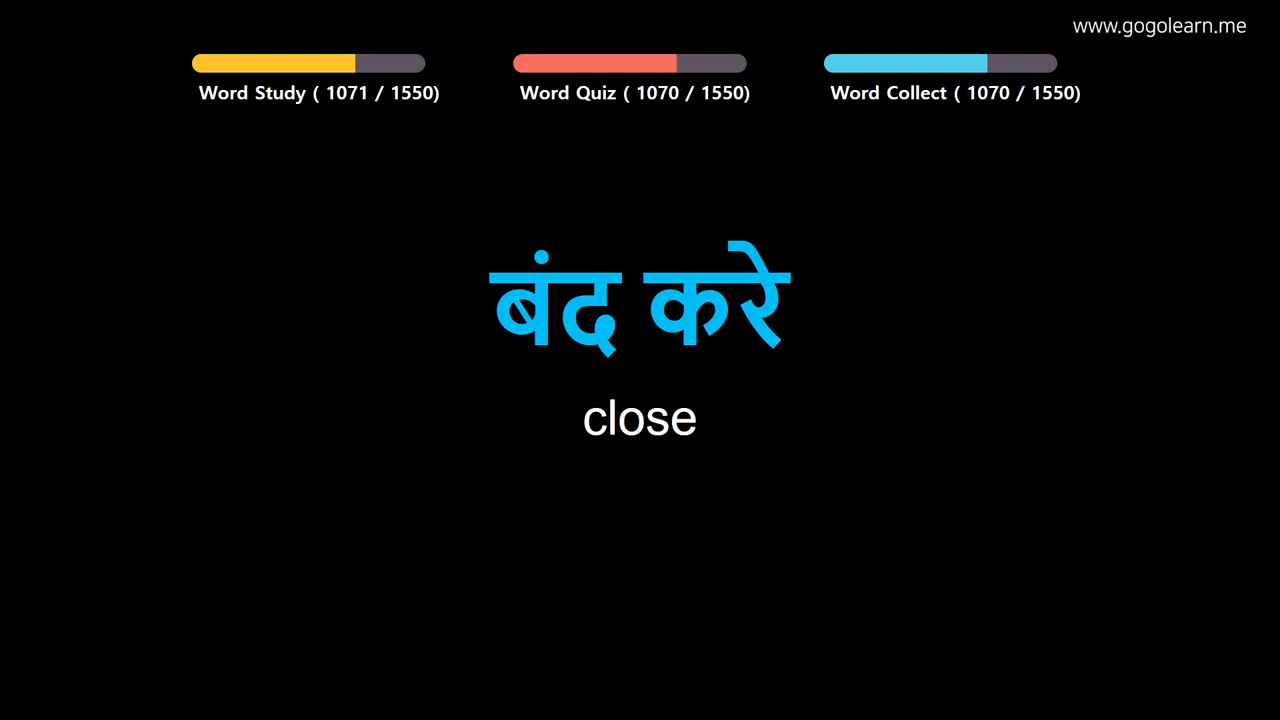 www.gogolearn.me
Word Study ( 1071 / 1550)
Word Quiz ( 1070 / 1550)
Word Collect ( 1070 / 1550)
बंद करे
close